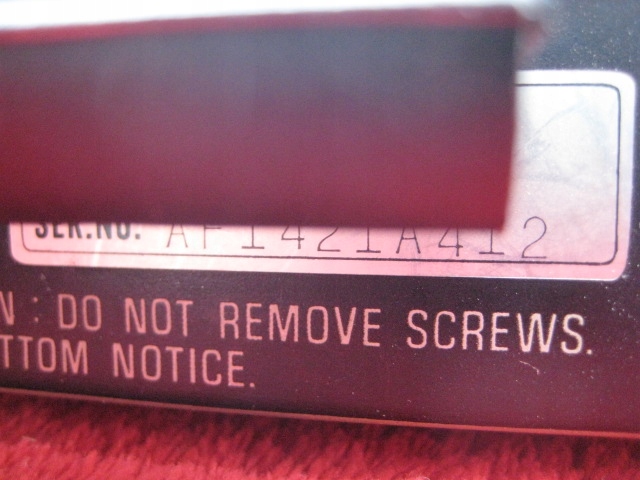 SER.NO. AF1421A412
N : DO NOT REMOVE SCREWS.
TTOM NOTICE.